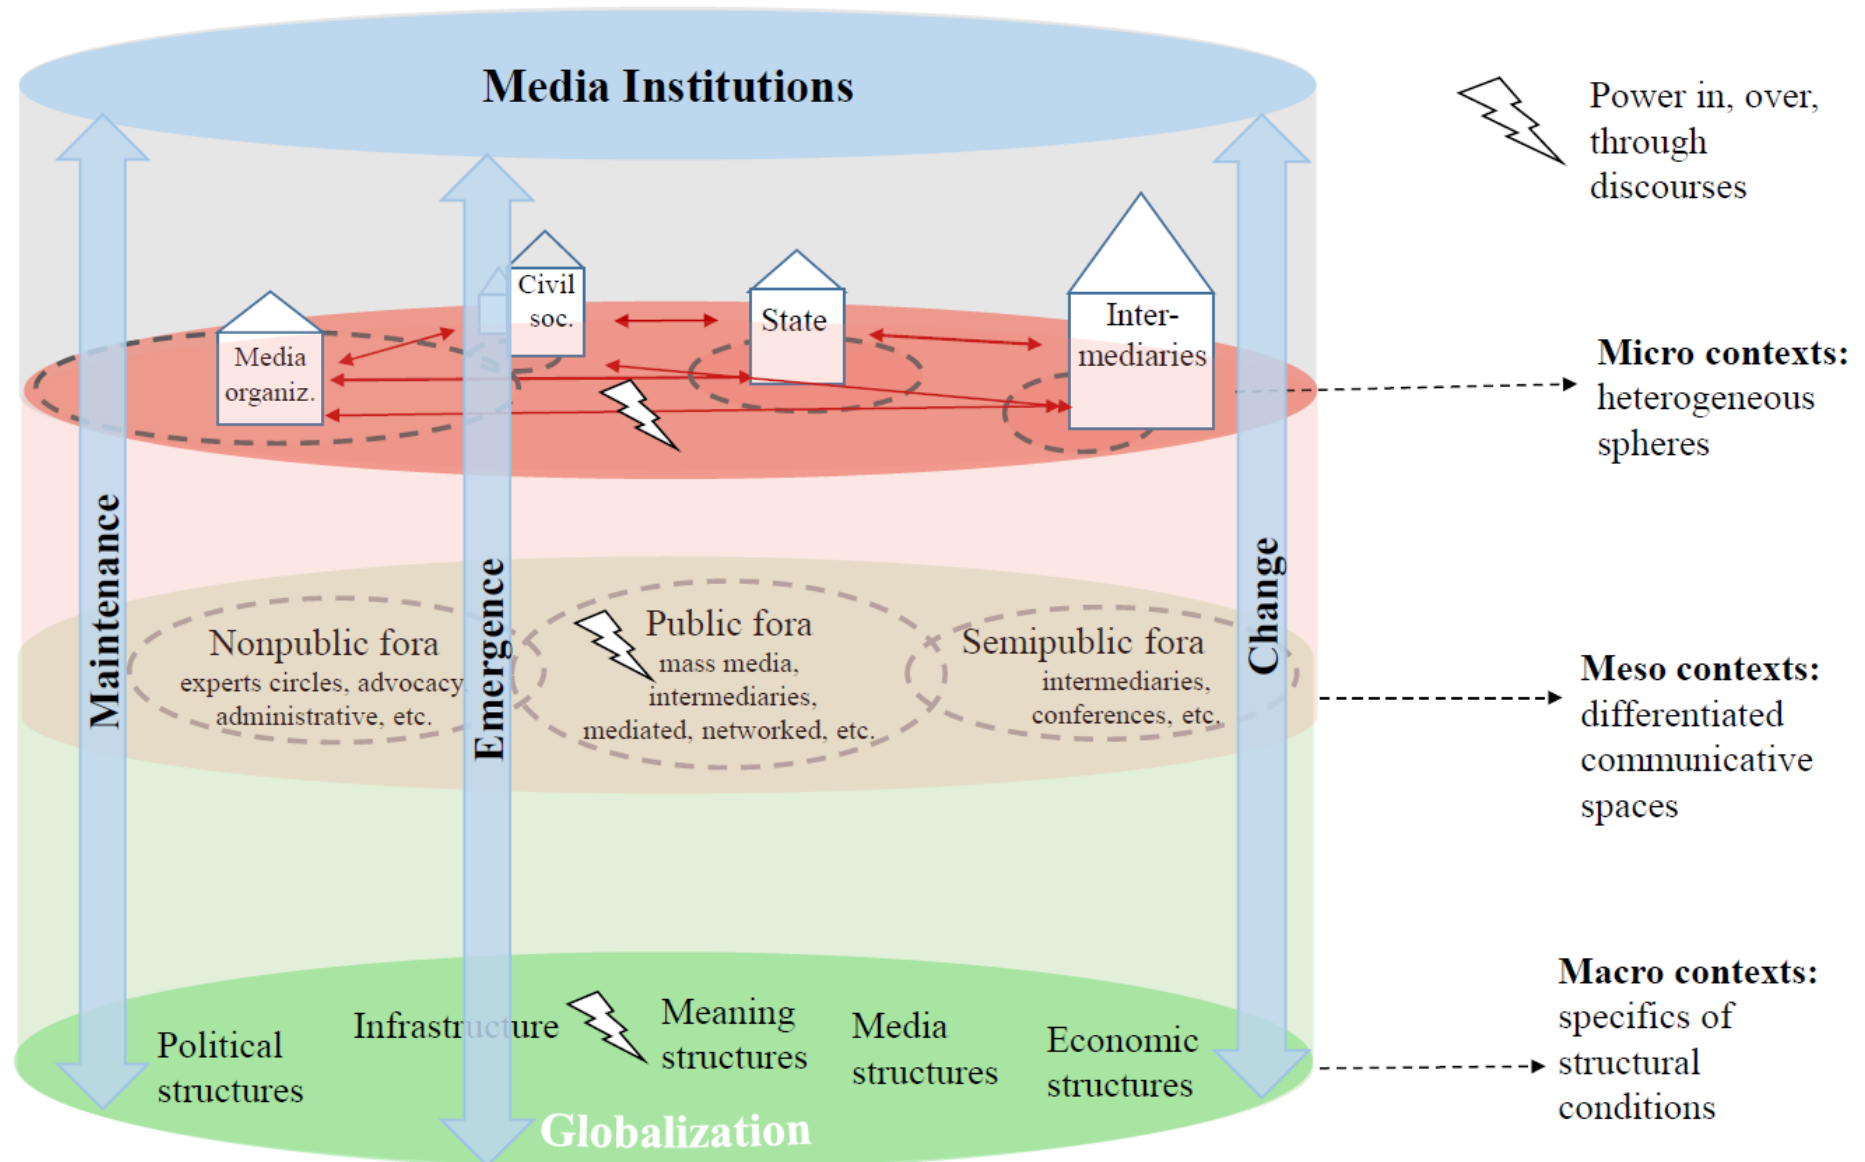 Media Institutions
Power in, over,
through
discourses
Civil
soc.
State
Inter-
mediaries
Media
organiz.
Micro contexts:
heterogeneous
spheres
Maintenance
Emergence
Change
Nonpublic fora
experts circles, advocacy,
administrative, etc.
Public fora
mass media,
intermediaries,
mediated, networked, etc.
Semipublic fora
intermediaries,
conferences, etc.
Meso contexts:
differentiated
communicative
spaces
Political
structures
Infrastructure
Meaning
structures
Media
structures
Economic
structures
Globalization
Macro contexts:
specifics of
structural
conditions